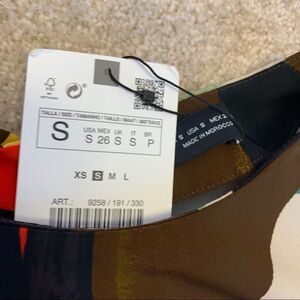 TALLA / SIZE / TAMANHO / TAILLE / MAAT /
S
USA MEX UK IT BR
S 26 S S P
XS S M L
ART.: 9258 / 191 / 330
S USA S MEX 2
MADE IN MOROCCO